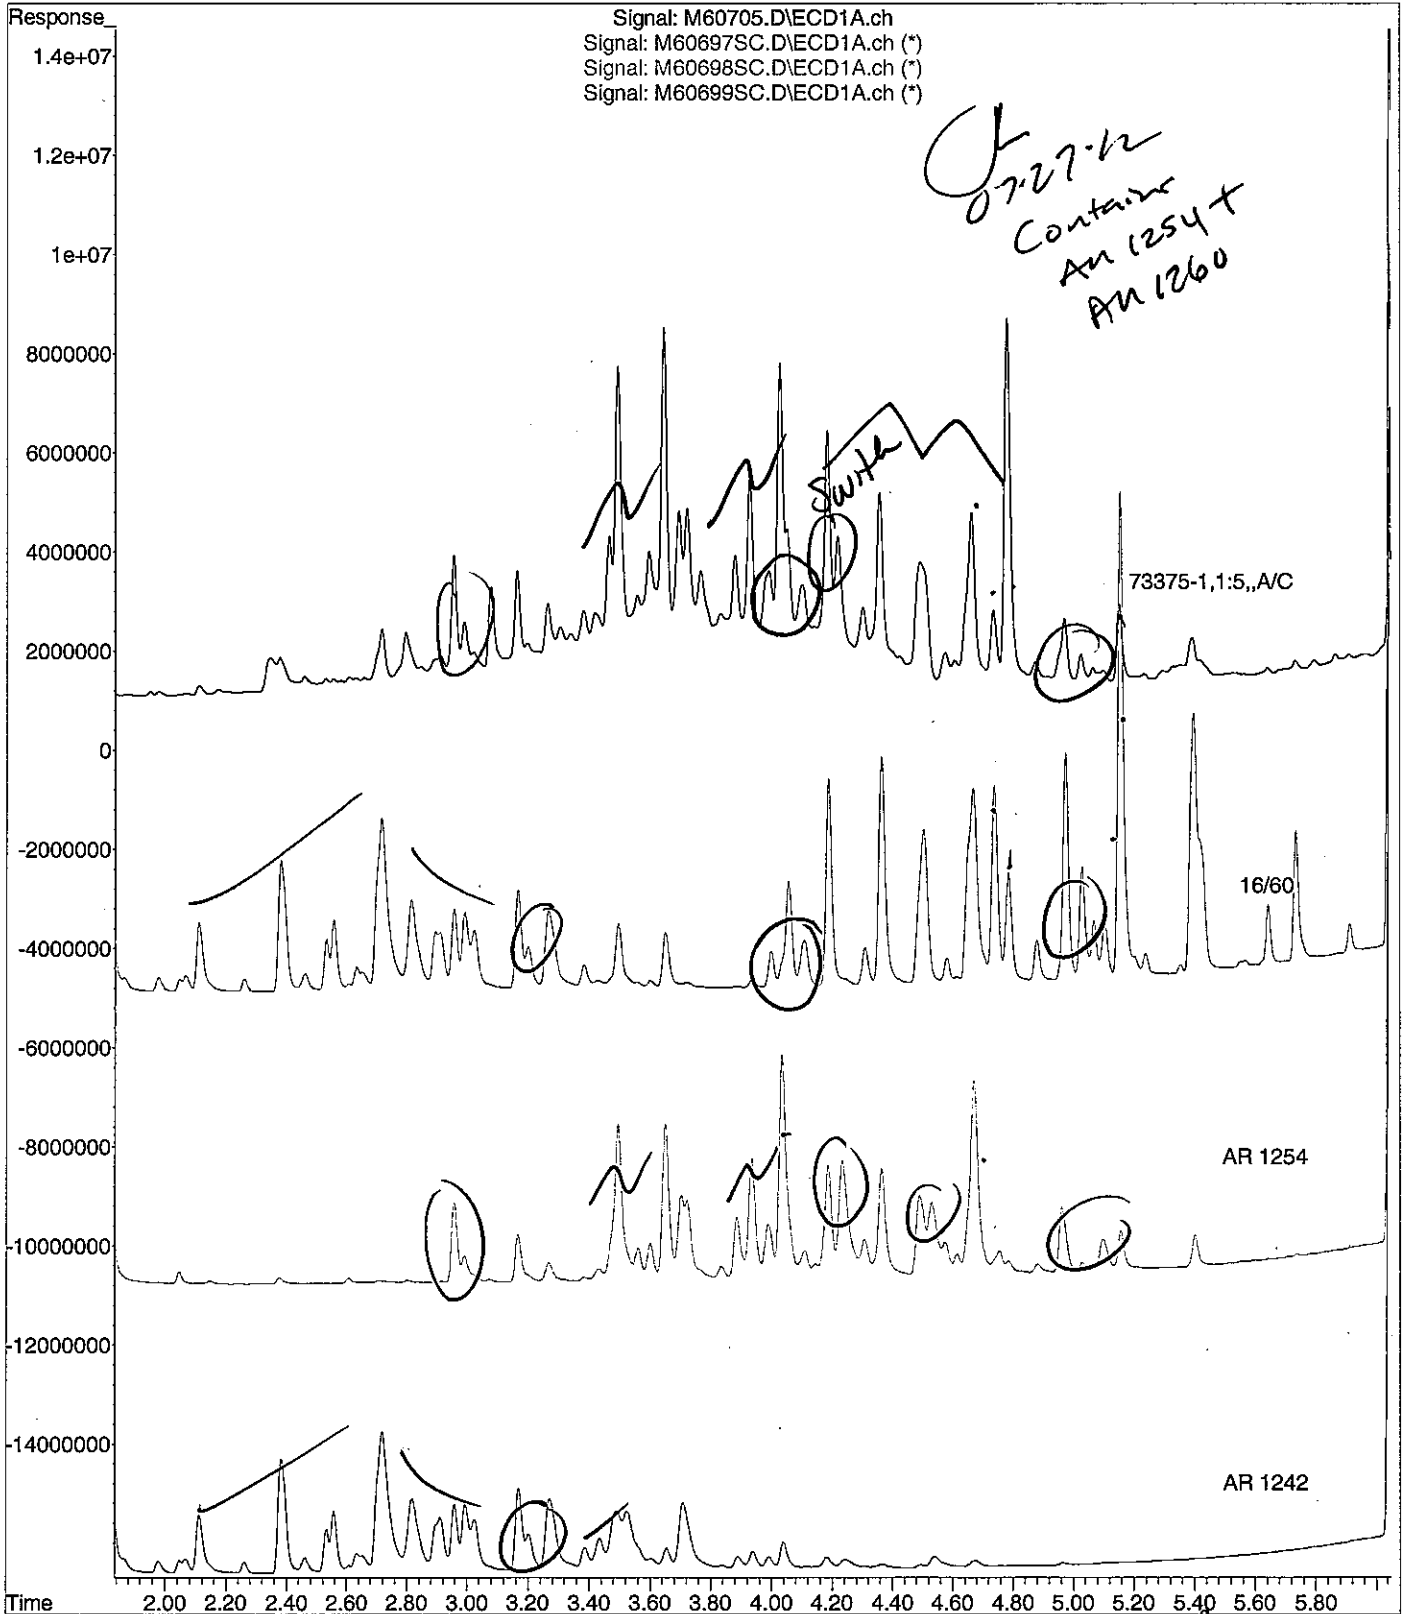 Response_
Signal: M60705.D\ECD1A.ch
Signal: M60697SC.D\ECD1A.ch (*)
Signal: M60698SC.D\ECD1A.ch (*)
Signal: M60699SC.D\ECD1A.ch (*)
1.4e+07
1.2e+07
1e+07
8000000
6000000
4000000
2000000
0
-2000000
-4000000
-6000000
-8000000
-10000000
-12000000
-14000000
07.27.12
Contains
1254 +
1260
Switch
73375-1,1:5,,A/C
16/60
AR 1254
AR 1242
Time
2.00 2.20 2.40 2.60 2.80 3.00 3.20 3.40 3.60 3.80 4.00 4.20 4.40 4.60 4.80 5.00 5.20 5.40 5.60 5.80